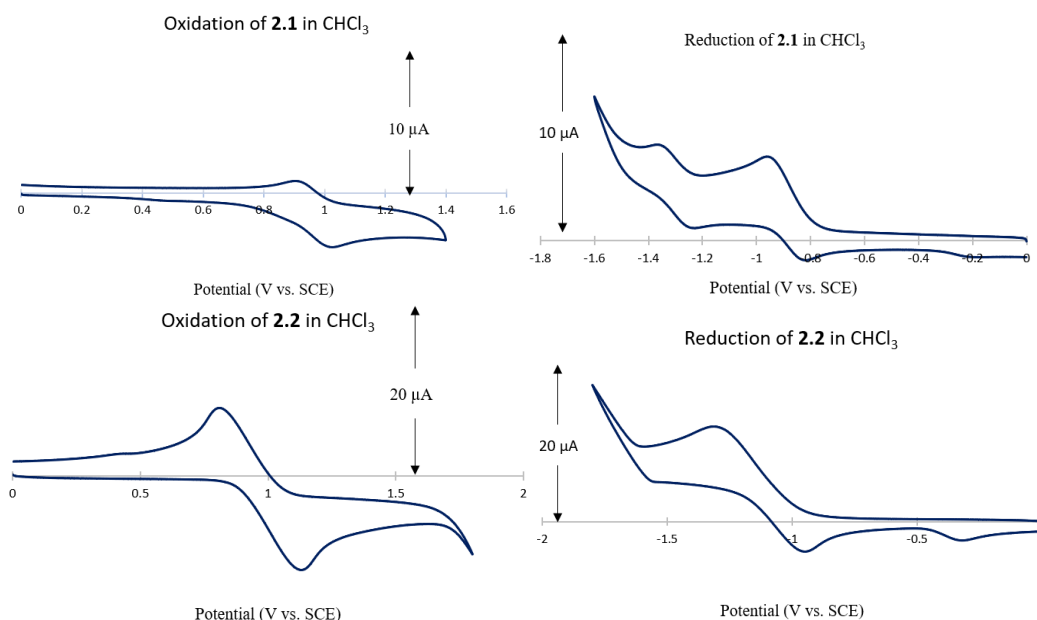 Oxidation of 2.1 in CHCl₃
10 µA
0 0.2 0.4 0.6 0.8 1 1.2 1.4 1.6
Potential (V vs. SCE)
Reduction of 2.1 in CHCl₃
10 µA
-1.8 -1.6 -1.4 -1.2 -1 -0.8 -0.6 -0.4 -0.2 0
Potential (V vs. SCE)
Oxidation of 2.2 in CHCl₃
20 µA
0 0.5 1 1.5 2
Potential (V vs. SCE)
Reduction of 2.2 in CHCl₃
20 µA
-2 -1.5 -1 -0.5
Potential (V vs. SCE)